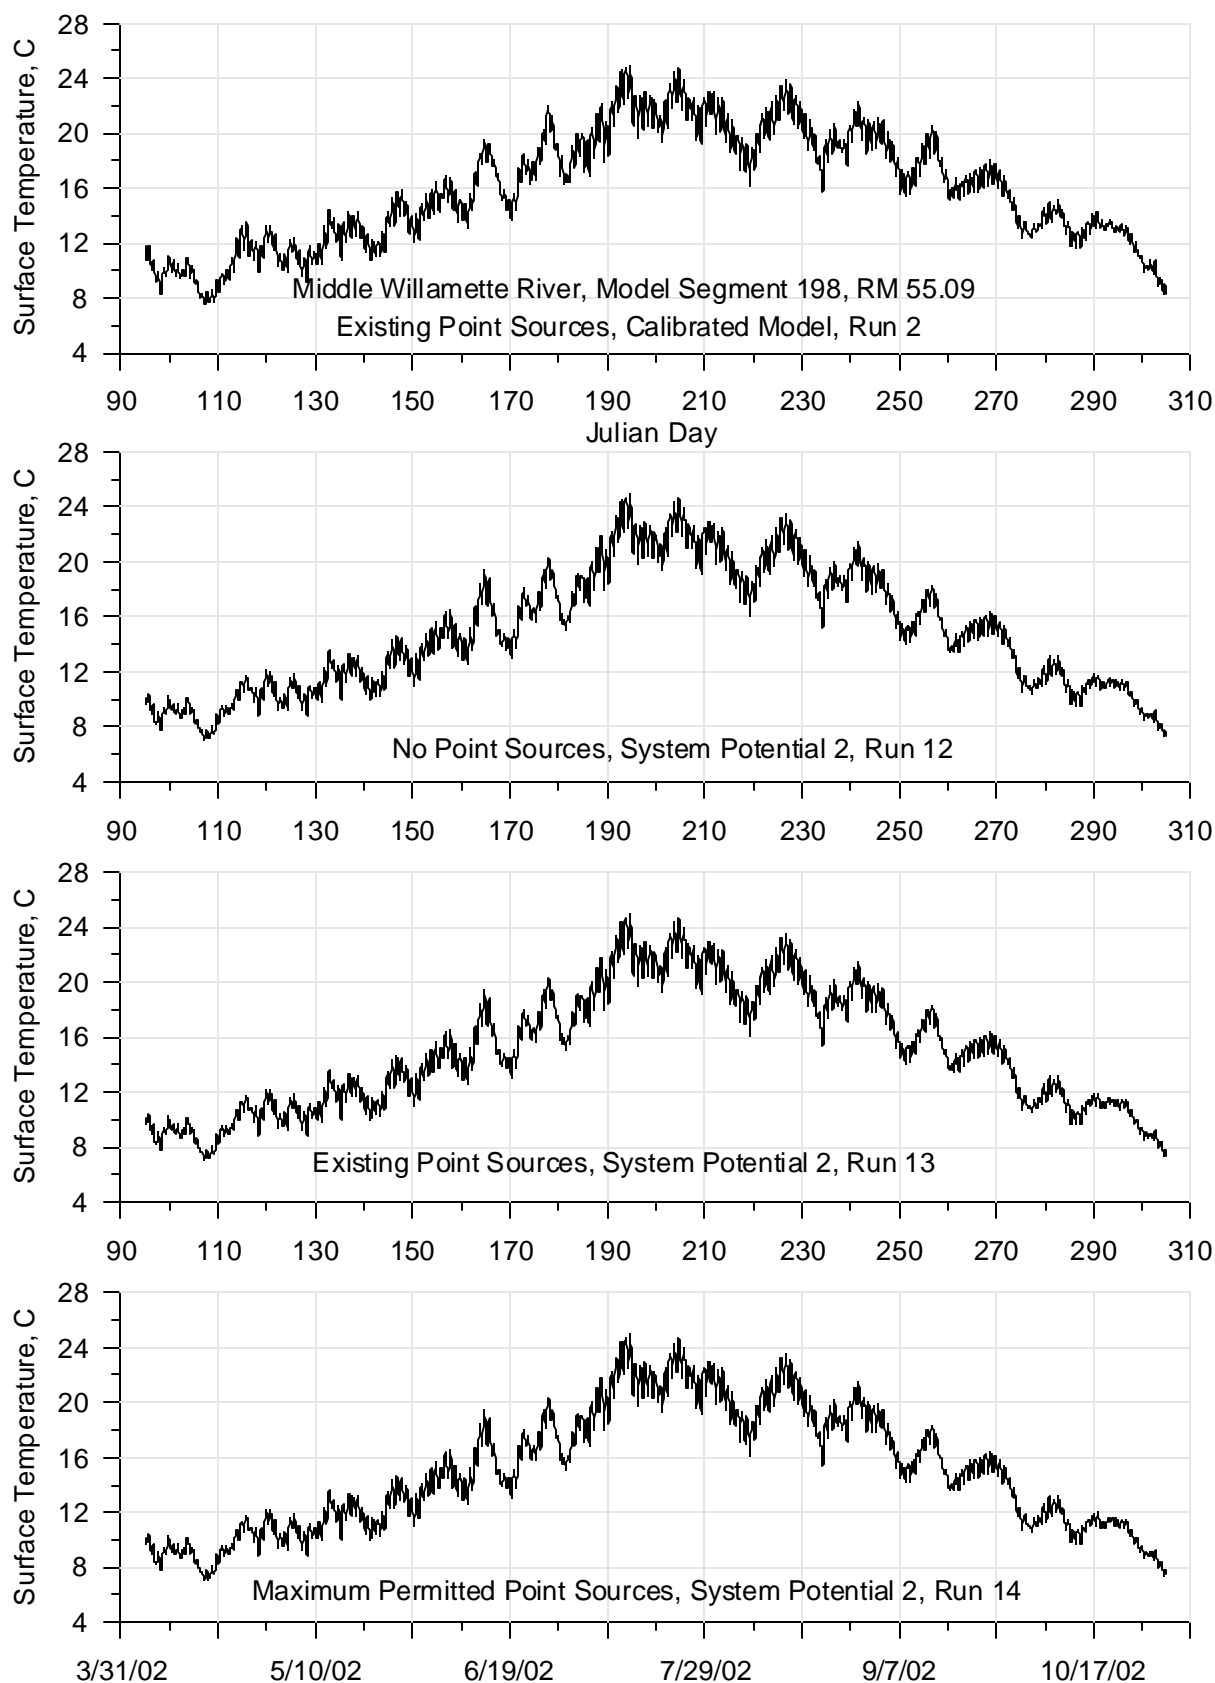 28
24
20
16
12
8
4
Surface Temperature, C
Middle Willamette River, Model Segment 198, RM 55.09
Existing Point Sources, Calibrated Model, Run 2
90 110 130 150 170 190 210 230 250 270 290 310
Julian Day
28
24
20
16
12
8
4
Surface Temperature, C
No Point Sources, System Potential 2, Run 12
90 110 130 150 170 190 210 230 250 270 290 310
28
24
20
16
12
8
4
Surface Temperature, C
Existing Point Sources, System Potential 2, Run 13
90 110 130 150 170 190 210 230 250 270 290 310
28
24
20
16
12
8
4
Surface Temperature, C
Maximum Permitted Point Sources, System Potential 2, Run 14
3/31/02 5/10/02 6/19/02 7/29/02 9/7/02 10/17/02